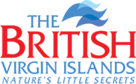 THE
BRITISH
VIRGIN ISLANDS
NATURE'S LITTLE SECRETS